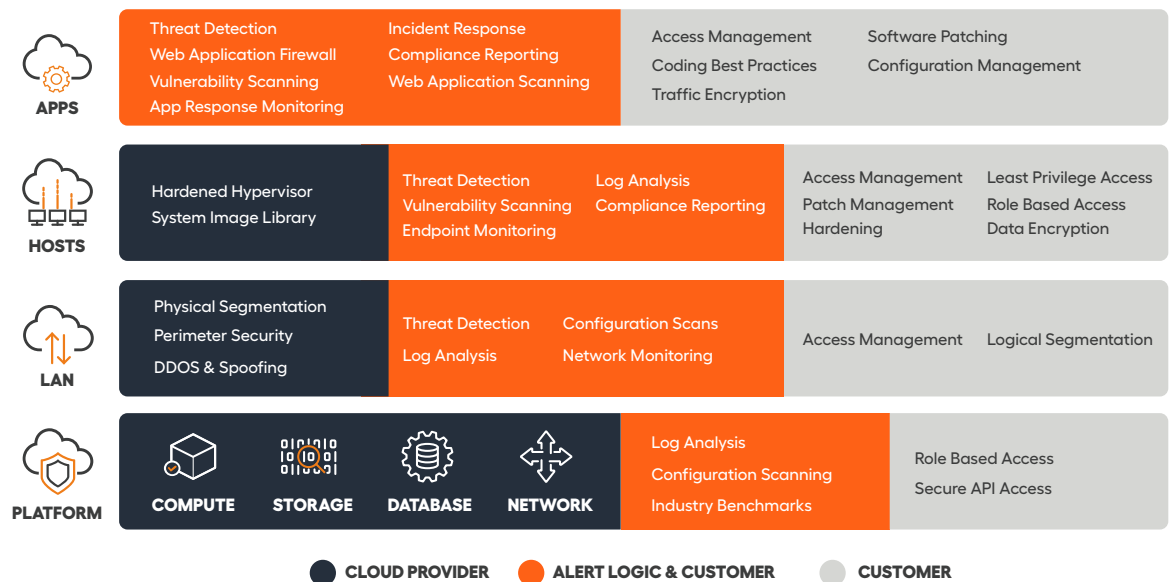 APPS
Threat Detection
Web Application Firewall
Vulnerability Scanning
App Response Monitoring
Incident Response
Compliance Reporting
Web Application Scanning
Access Management
Coding Best Practices
Traffic Encryption
Software Patching
Configuration Management
HOSTS
Hardened Hypervisor
System Image Library
Threat Detection
Vulnerability Scanning
Endpoint Monitoring
Log Analysis
Compliance Reporting
Access Management
Patch Management
Hardening
Least Privilege Access
Role Based Access
Data Encryption
LAN
Physical Segmentation
Perimeter Security
DDOS & Spoofing
Threat Detection
Log Analysis
Configuration Scans
Network Monitoring
Access Management
Logical Segmentation
PLATFORM
COMPUTE
STORAGE
DATABASE
NETWORK
Log Analysis
Configuration Scanning
Industry Benchmarks
Role Based Access
Secure API Access
CLOUD PROVIDER
ALERT LOGIC & CUSTOMER
CUSTOMER